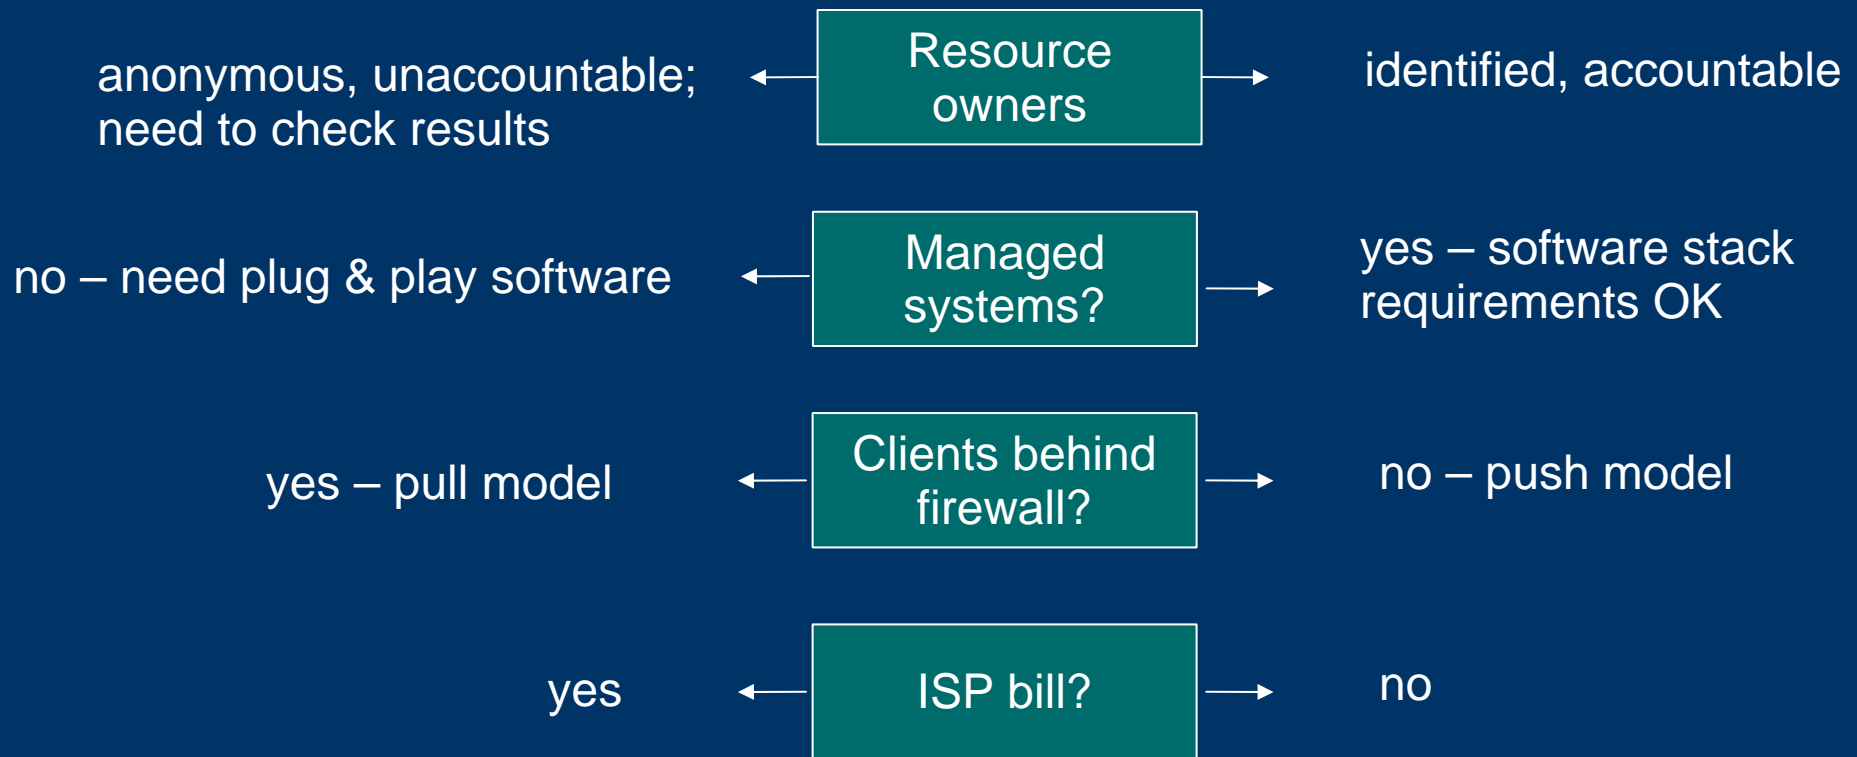 anonymous, unaccountable;
need to check results
Resource
owners
identified, accountable
no – need plug & play software
Managed
systems?
yes – software stack
requirements OK
yes – pull model
Clients behind
firewall?
no – push model
yes
ISP bill?
no